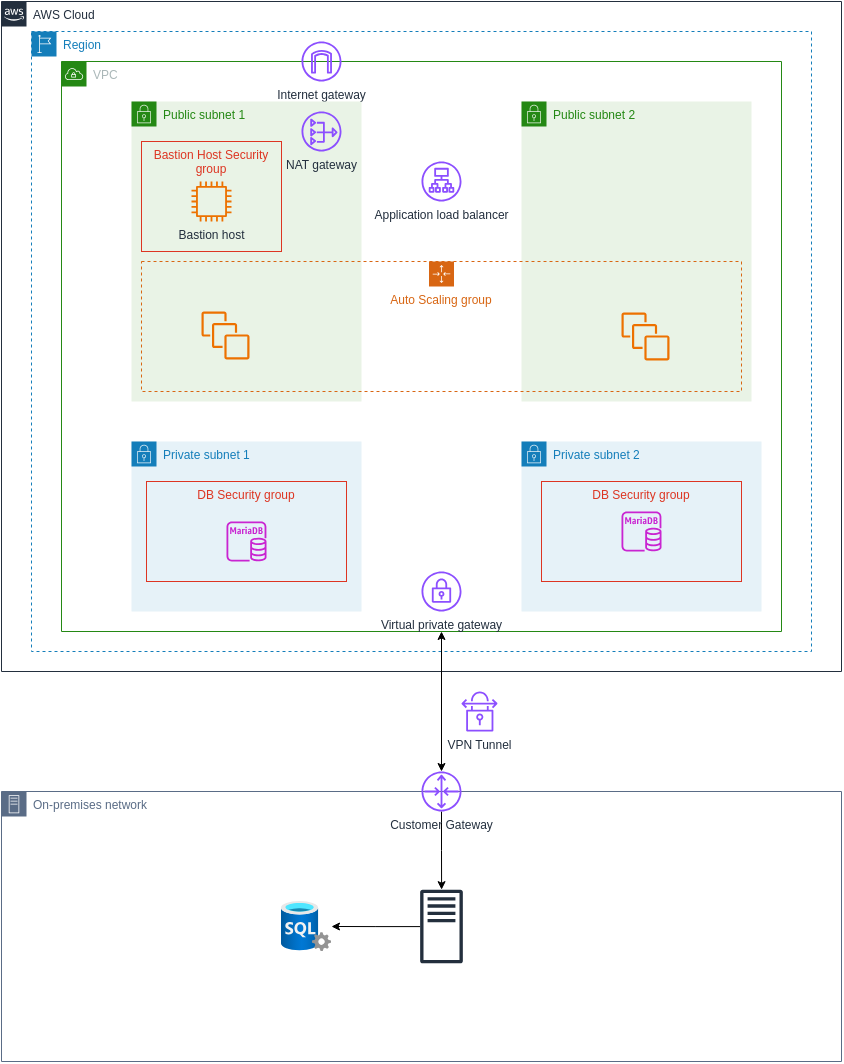 aws
AWS Cloud
Region
VPC
Internet gateway
Public subnet 1
Public subnet 2
NAT gateway
Bastion Host Security
group
Bastion host
Application load balancer
Auto Scaling group
Private subnet 1
Private subnet 2
DB Security group
DB Security group
MariaDB
MariaDB
Virtual private gateway
VPN Tunnel
On-premises network
Customer Gateway
SQL